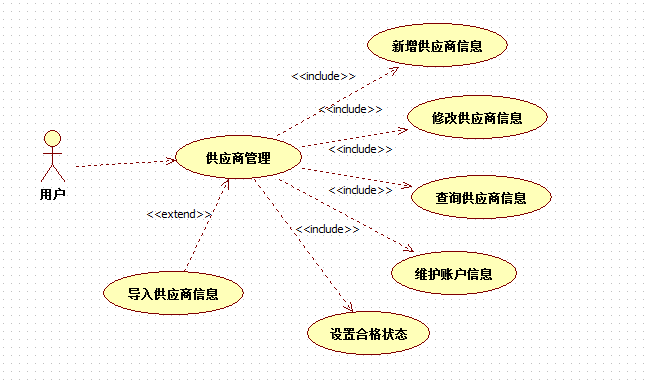 新增供应商信息
<<include>>
<<include>>
修改供应商信息
<<include>>
供应商管理
用户
<<include>>
查询供应商信息
<<extend>>
<<include>>
维护账户信息
导入供应商信息
设置合格状态